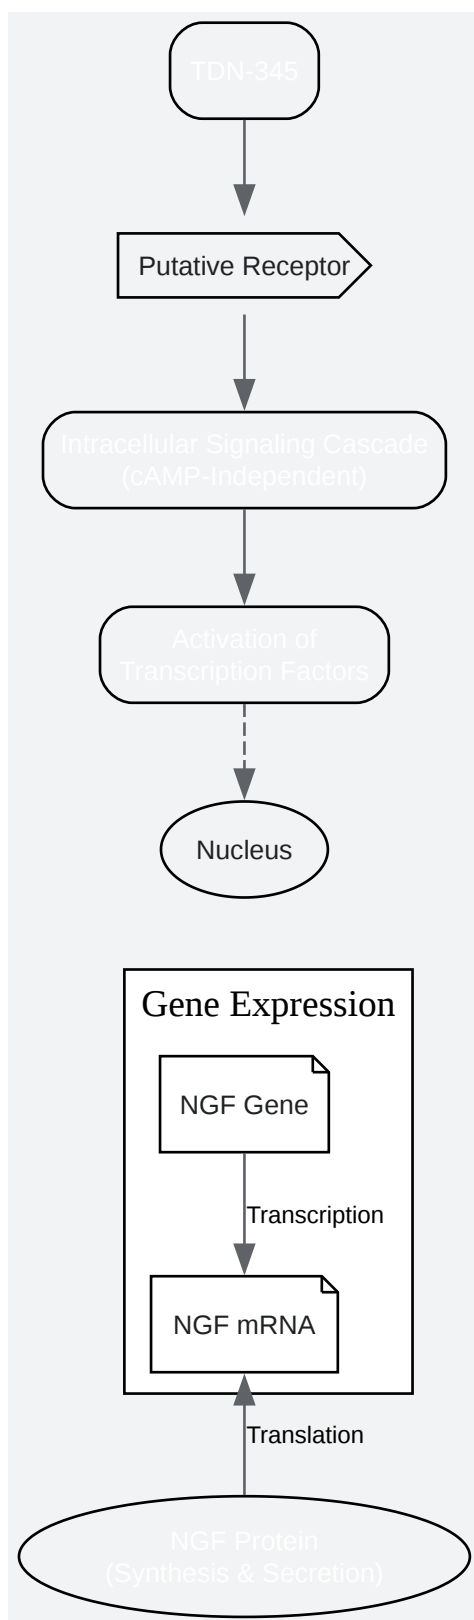 TDN-345
Putative Receptor
Intracellular Signaling Cascade
(cAMP-Independent)
Activation of
Transcription Factors
Nucleus
Gene Expression
NGF Gene
Transcription
NGF mRNA
Translation
NGF Protein
(Synthesis & Secretion)